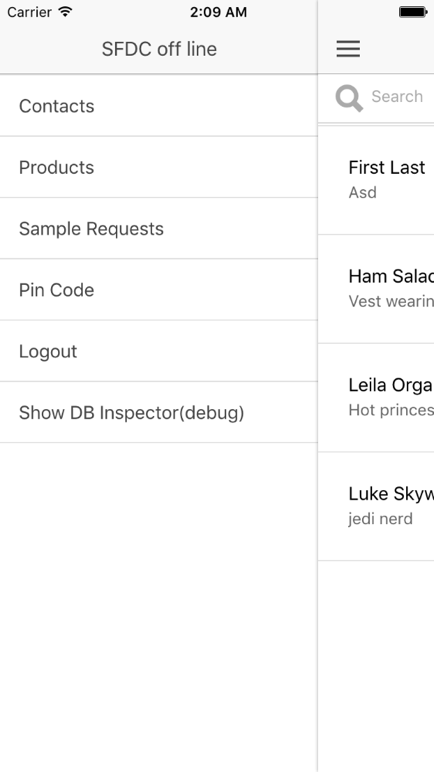 Carrier 2:09 AM
SFDC off line
Contacts
Products
Sample Requests
Pin Code
Logout
Show DB Inspector(debug)
Search
First Last
Asd
Ham Salad
Vest wearin
Leila Orga
Hot princes
Luke Skyw
jedi nerd